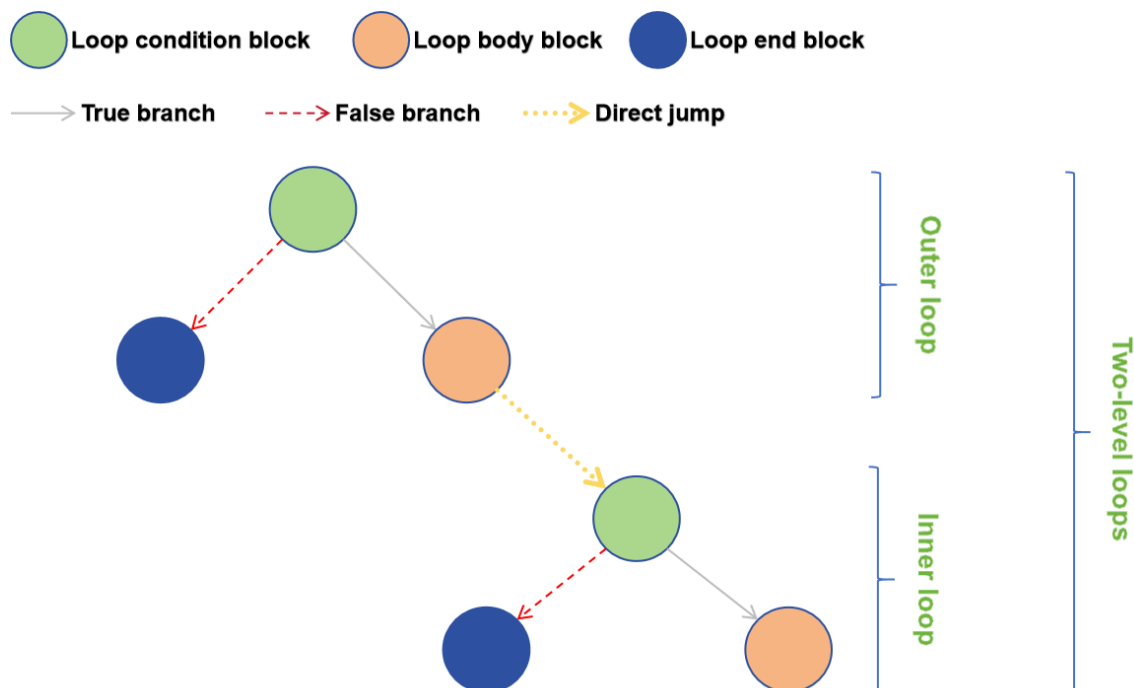 Loop condition block
Loop body block
Loop end block
True branch
False branch
Direct jump
Outer loop
Two-level loops
Inner loop